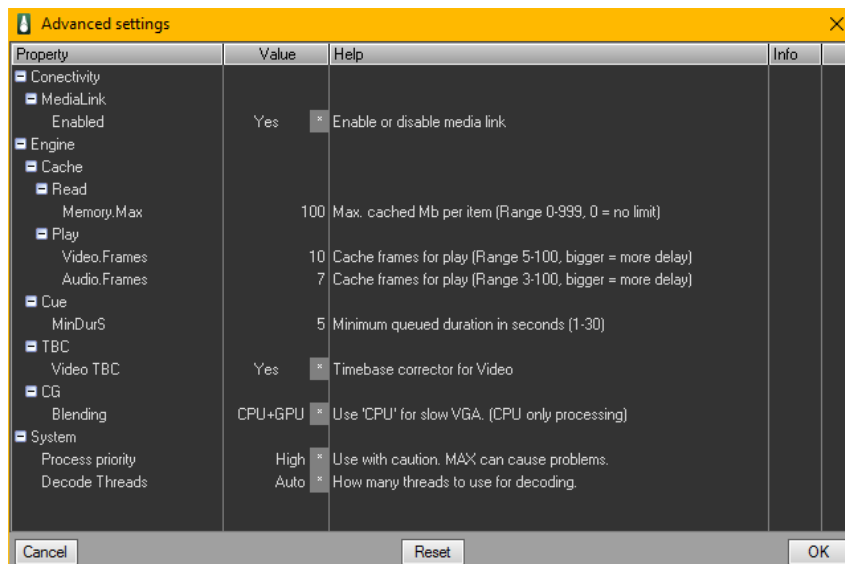 Advanced settings
Property Value Help Info
Conectivity
MediaLink
Enabled Yes * Enable or disable media link
Engine
Cache
Read
Memory.Max 100 Max. cached Mb per item (Range 0-999, 0 = no limit)
Play
Video.Frames 10 Cache frames for play (Range 5-100, bigger = more delay)
Audio.Frames 7 Cache frames for play (Range 3-100, bigger = more delay)
Cue
MinDurS 5 Minimum queued duration in seconds (1-30)
TBC
Video TBC Yes * Timebase corrector for Video
CG
Blending CPU+GPU * Use 'CPU' for slow VGA. (CPU only processing)
System
Process priority High * Use with caution. MAX can cause problems.
Decode Threads Auto * How many threads to use for decoding.
Cancel Reset OK